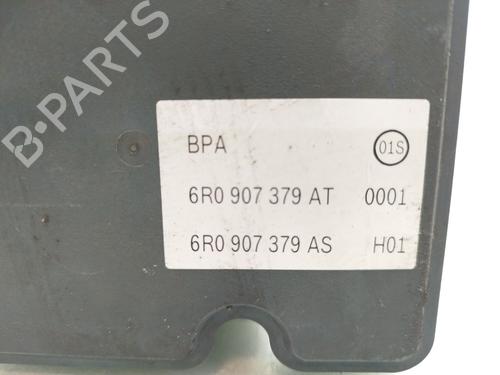 B-PARTS
BPA 01S
6R0 907 379 AT 0001
6R0 907 379 AS H01